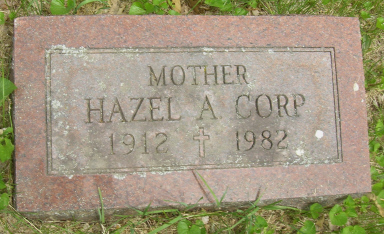 MOTHER
HAZEL A. CORP
1912 1982